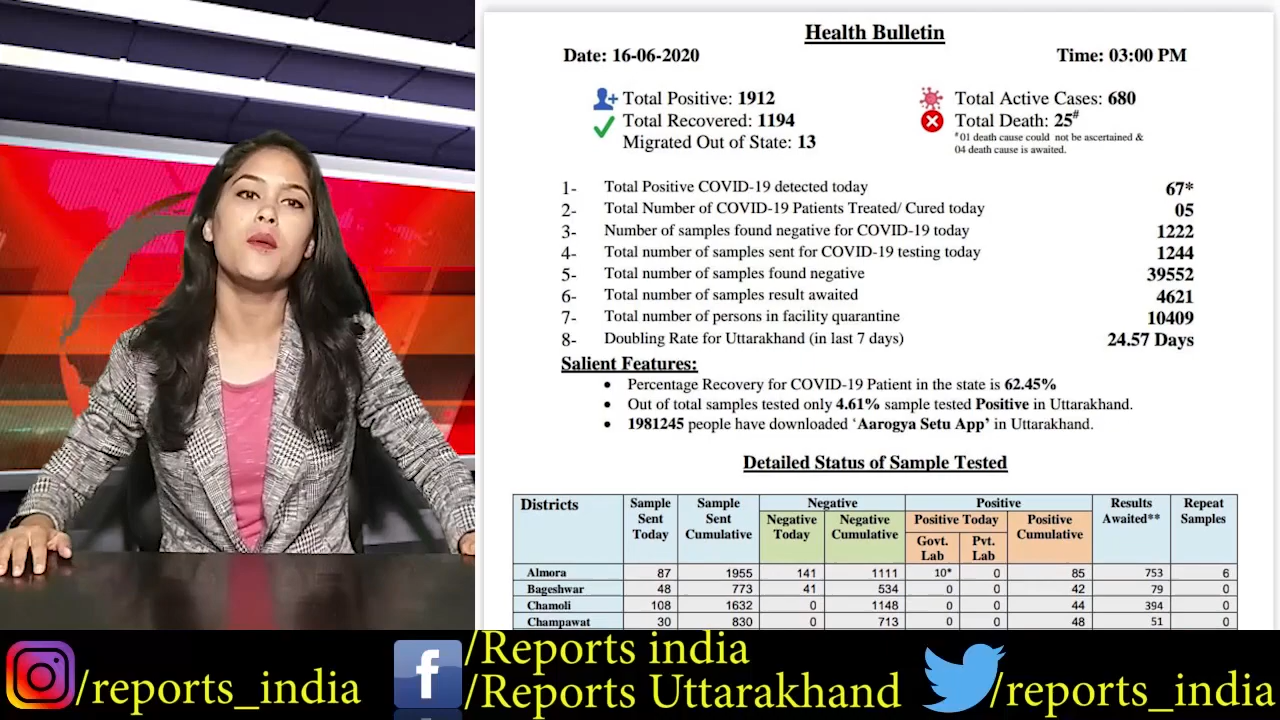 Health Bulletin
Date: 16-06-2020 Time: 03:00 PM
Total Positive: 1912 Total Active Cases: 680
Total Recovered: 1194 Total Death: 25#
Migrated Out of State: 13 #01 death cause could not be ascertained &
04 death cause is awaited.
1- Total Positive COVID-19 detected today 67*
2- Total Number of COVID-19 Patients Treated/ Cured today 05
3- Number of samples found negative for COVID-19 today 1222
4- Total number of samples sent for COVID-19 testing today 1244
5- Total number of samples found negative 39552
6- Total number of samples result awaited 4621
7- Total number of persons in facility quarantine 10409
8- Doubling Rate for Uttarakhand (in last 7 days) 24.57 Days
Salient Features:
• Percentage Recovery for COVID-19 Patient in the state is 62.45%
• Out of total samples tested only 4.61% sample tested Positive in Uttarakhand.
• 1981245 people have downloaded ‘Aarogya Setu App’ in Uttarakhand.
Detailed Status of Sample Tested
Districts Sample Sent Today Sample Sent Cumulative Negative Positive Results Awaited** Repeat Samples
Negative Today Negative Cumulative Positive Today Positive Cumulative
Govt. Lab Pvt. Lab
Almora 87 1955 141 1111 10* 0 85 753 6
Bageshwar 48 773 41 534 0 0 42 79 0
Chamoli 108 1632 0 1148 0 0 44 394 0
Champawat 30 830 0 713 0 0 48 51 0
/reports_india
/Reports india
/Reports Uttarakhand
/reports_india